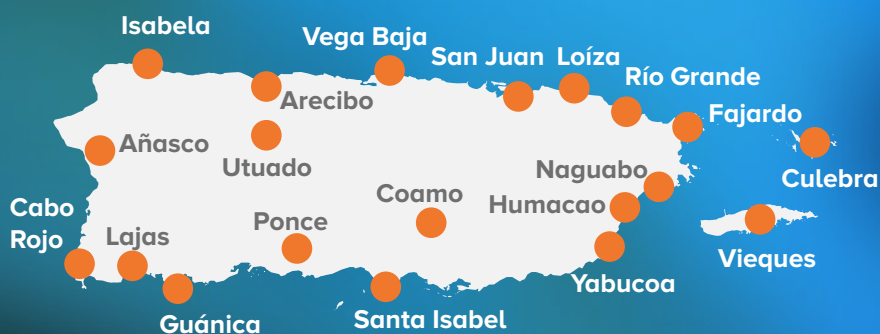 Isabela
Vega Baja
San Juan
Loíza
Río Grande
Arecibo
Fajardo
Añasco
Utuado
Naguabo
Culebra
Coamo
Humacao
Cabo
Rojo
Lajas
Ponce
Vieques
Yabucoa
Guánica
Santa Isabel